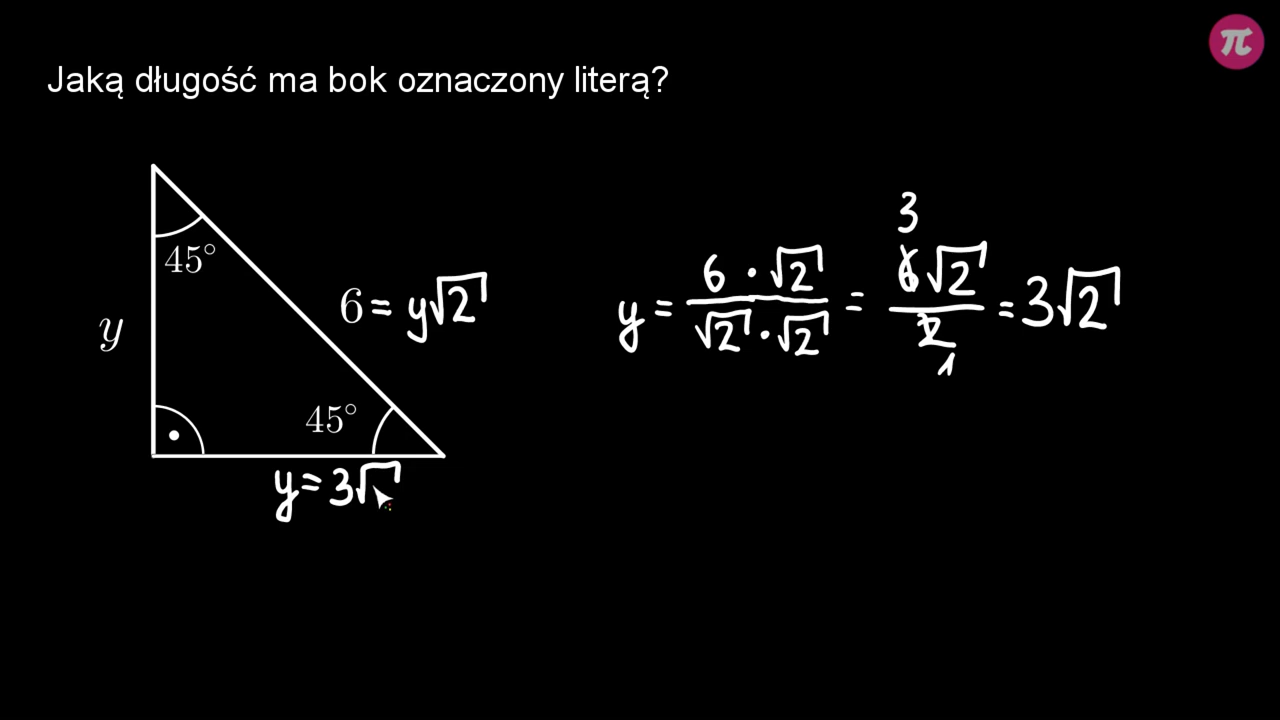 Jaką długość ma bok oznaczony literą?
45°
y
6 = y√2
45°
y = 3√
y = 6 · √2 / √2 · √2 = 6√2 / 2 = 3√2
3
1
π